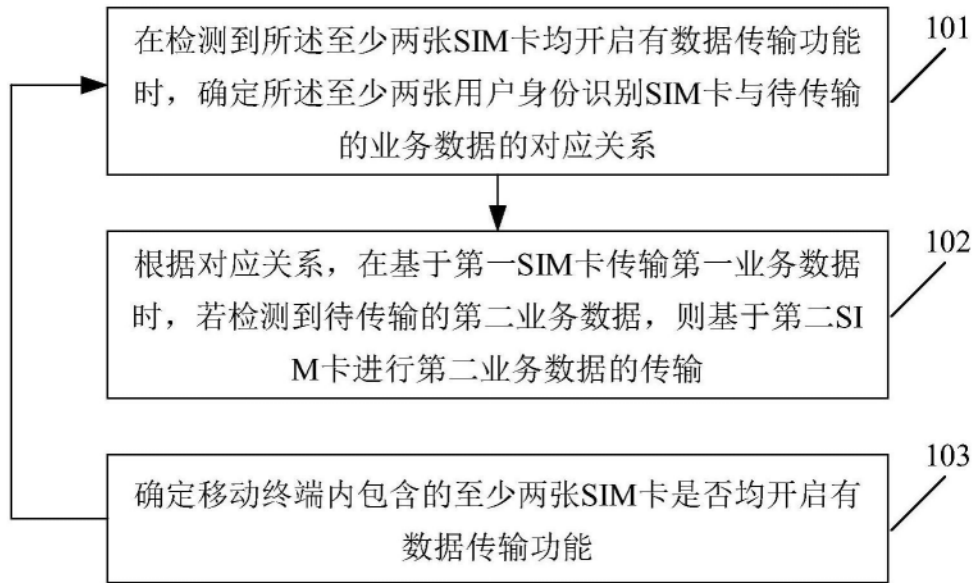 在检测到所述至少两张SIM卡均开启有数据传输功能
时，确定所述至少两张用户身份识别SIM卡与待传输
的业务数据的对应关系
101
根据对应关系，在基于第一SIM卡传输第一业务数据
时，若检测到待传输的第二业务数据，则基于第二SI
M卡进行第二业务数据的传输
102
确定移动终端内包含的至少两张SIM卡是否均开启有
数据传输功能
103